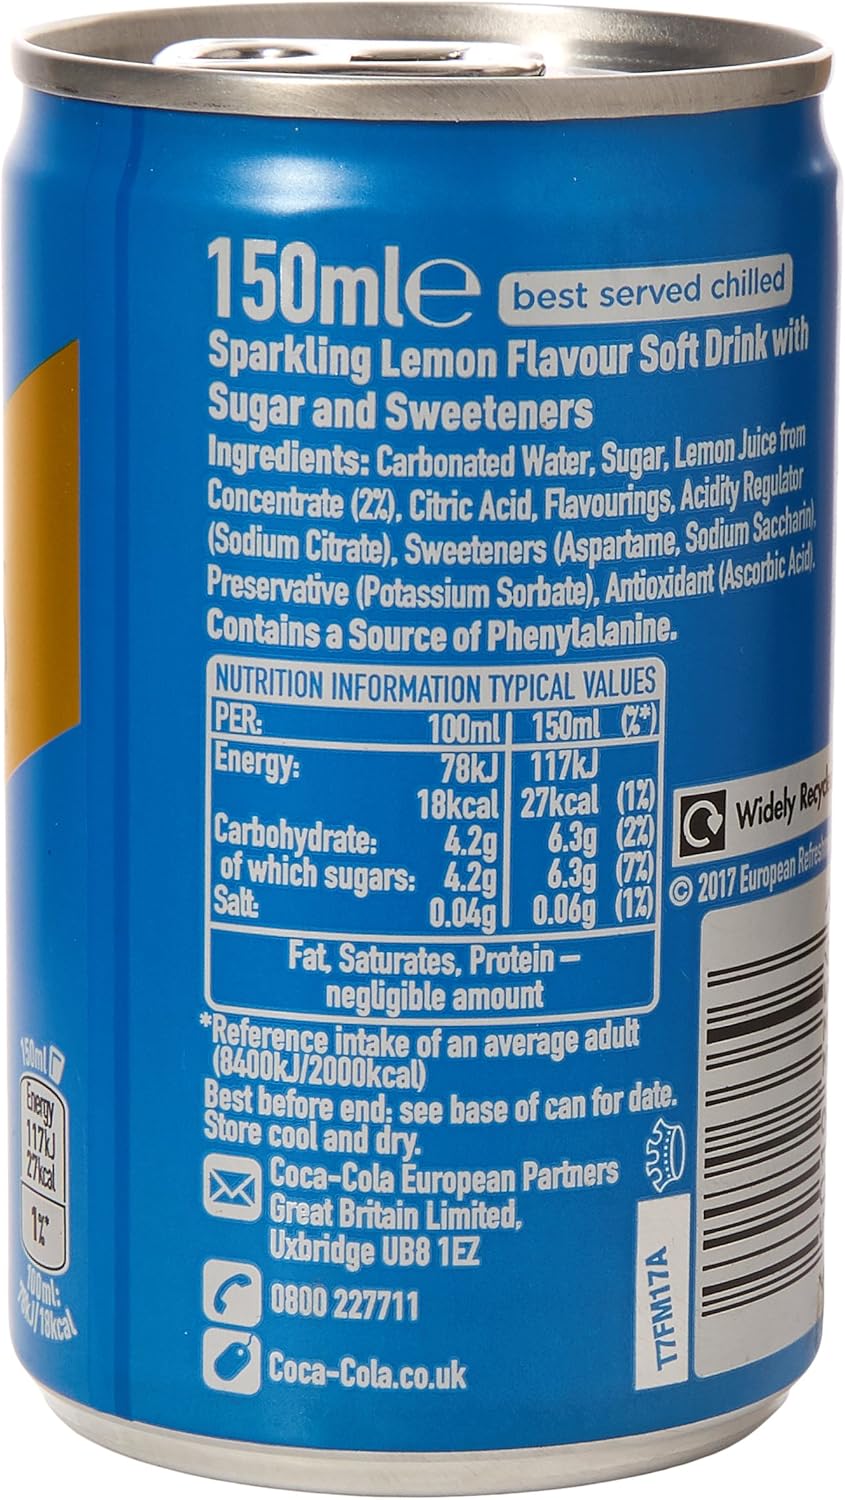 150ml e best served chilled
Sparkling Lemon Flavour Soft Drink with
Sugar and Sweeteners
Ingredients: Carbonated Water, Sugar, Lemon Juice from
Concentrate (2%), Citric Acid, Flavourings, Acidity Regulator
(Sodium Citrate), Sweeteners (Aspartame, Sodium Saccharin),
Preservative (Potassium Sorbate), Antioxidant (Ascorbic Acid).
Contains a Source of Phenylalanine.
NUTRITION INFORMATION TYPICAL VALUES
PER: 100ml 150ml (%*)
Energy: 78kJ 117kJ
18kcal 27kcal (1%)
Carbohydrate: 4.2g 6.3g (2%)
of which sugars: 4.2g 6.3g (7%)
Salt: 0.04g 0.06g (1%)
Fat, Saturates, Protein –
negligible amount
*Reference intake of an average adult
(8400kJ/2000kcal)
Best before end: see base of can for date.
Store cool and dry.
Coca-Cola European Partners
Great Britain Limited,
Uxbridge UB8 1EZ
0800 227711
Coca-Cola.co.uk
Widely
© 2017 European
T7FM17A
150ml
Energy
117kJ
27kcal
1%*
100ml:
78kJ/18kcal